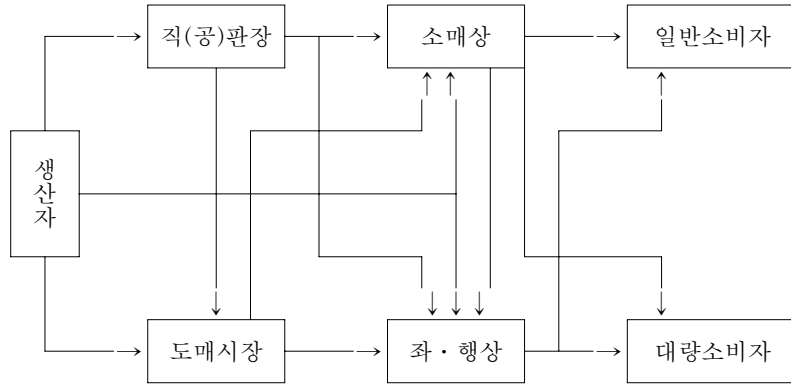 직(공)판장
소매상
일반소비자
생산자
도매시장
좌·행상
대량소비자